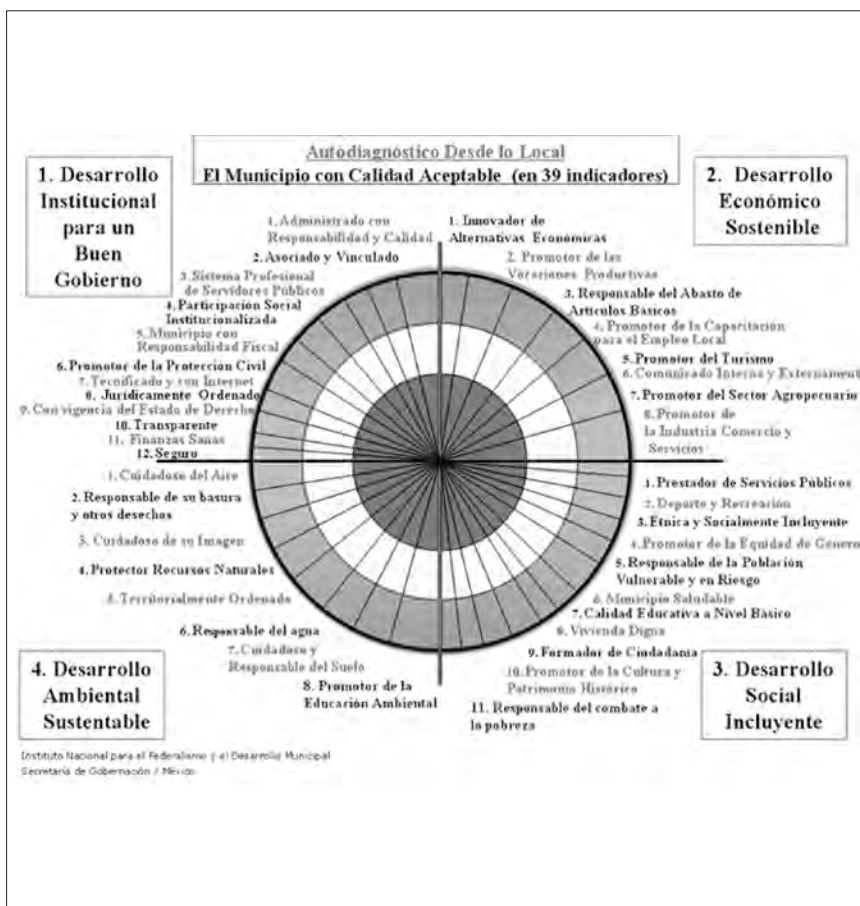 Autodiagnóstico Desde lo Local
El Municipio con Calidad Aceptable (en 39 indicadores)
1. Desarrollo
Institucional
para un
Buen
Gobierno
1. Administrado con
Responsabilidad y Calidad
2. Asociado y Vinculado
3. Sistema Profesional
de Servidores Públicos
4. Participación Social
Institucionalizada
5. Municipio con
Responsabilidad Fiscal
6. Promotor de la Protección Civil
7. Tecnificado y con Internet
8. Jurídicamente Ordenado
9. Con vigencia del Estado de Derecho
10. Transparente
11. Finanzas Sanas
12. Seguro
2. Desarrollo
Económico
Sostenible
1. Innovador de
Alternativas Económicas
2. Promotor de las
Vocaciones Productivas
3. Responsable del Abasto de
Artículos Básicos
4. Promotor de la Capacitación
para el Empleo Local
5. Promotor del Turismo
6. Comunicado Interna y Externament
7. Promotor del Sector Agropecuario
8. Promotor de
la Industria Comercio y
Servicios
1. Prestador de Servicios Públicos
2. Deporte y Recreación
3. Étnica y Socialmente Incluyente
4. Promotor de la Equidad de Género
5. Responsable de la Población
Vulnerable y en Riesgo
6. Municipio Saludable
7. Calidad Educativa a Nivel Básico
8. Vivienda Digna
9. Formador de Ciudadanía
10. Promotor de la Cultura y
Patrimonio Histórico
11. Responsable del combate a
la pobreza
3. Desarrollo
Social
Incluyente
1. Cuidadoso del Aire
2. Responsable de su basura
y otros desechos
3. Cuidadoso de su Imagen
4. Protector Recursos Naturales
5. Territorialmente Ordenado
6. Responsable del agua
7. Cuidadoso y
Responsable del Suelo
8. Promotor de la
Educación Ambiental
4. Desarrollo
Ambiental
Sustentable
Instituto Nacional para el Federalismo y el Desarrollo Municipal
Secretaría de Gobernación / México